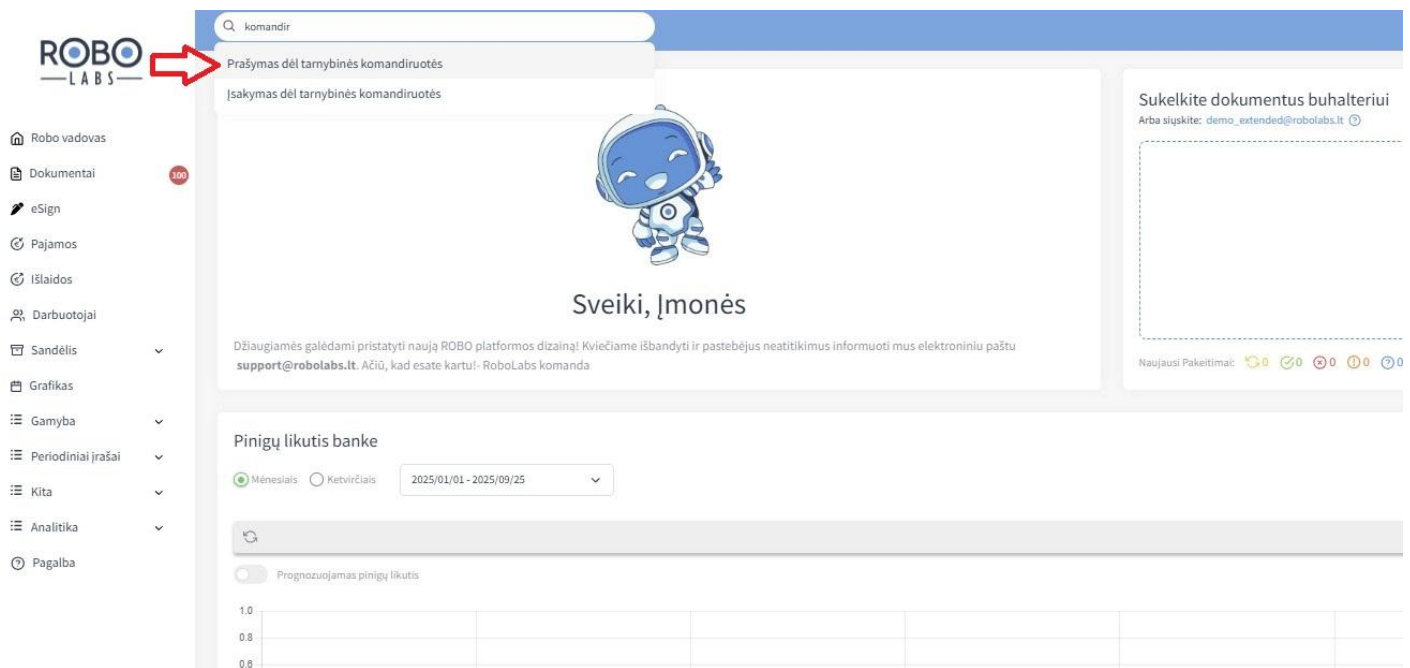 ROBO
LABS
komandir
Prašymas dėl tarnybinės komandiruotės
Įsakymas dėl tarnybinės komandiruotės
Robo vadovas
Dokumentai
100
eSign
Pajamos
Išlaidos
Darbuotojai
Sandėlis
Grafikas
Gamyba
Periodiniai įrašai
Kita
Analitika
Pagalba
Sveiki, Įmonės
Džiaugiamės galėdami pristatyti naują ROBO platformos dizainą! Kviečiame išbandyti ir pastebėjus neatitikimus informuoti mus elektroniniu paštu
support@robolabs.lt. Ačiū, kad esate kartu!- RoboLabs komanda
Sukelkite dokumentus buhalteriui
Arba siųskite: demo_extended@robolabs.lt
Naujausi Pakeitimai: 0 0 0 0 0
Pinigų likutis banke
Mėnesiais Ketvirčiais 2025/01/01 - 2025/09/25
Prognozuojamas pinigų likutis
1.0
0.8
0.6